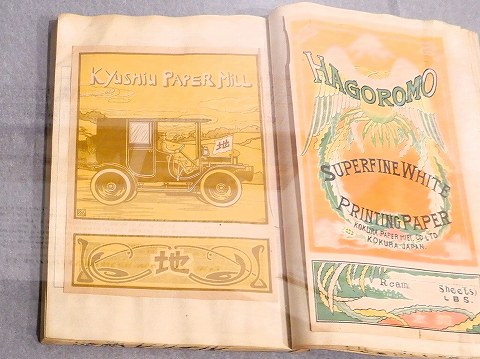 KYUSHIU PAPER MILL
地
地
HAGOROMO
SUPERFINE WHITE
PRINTING PAPER
KOKURA PAPER MILL CO LTD
KOKURA JAPAN.
Ream Sheets
LBS.